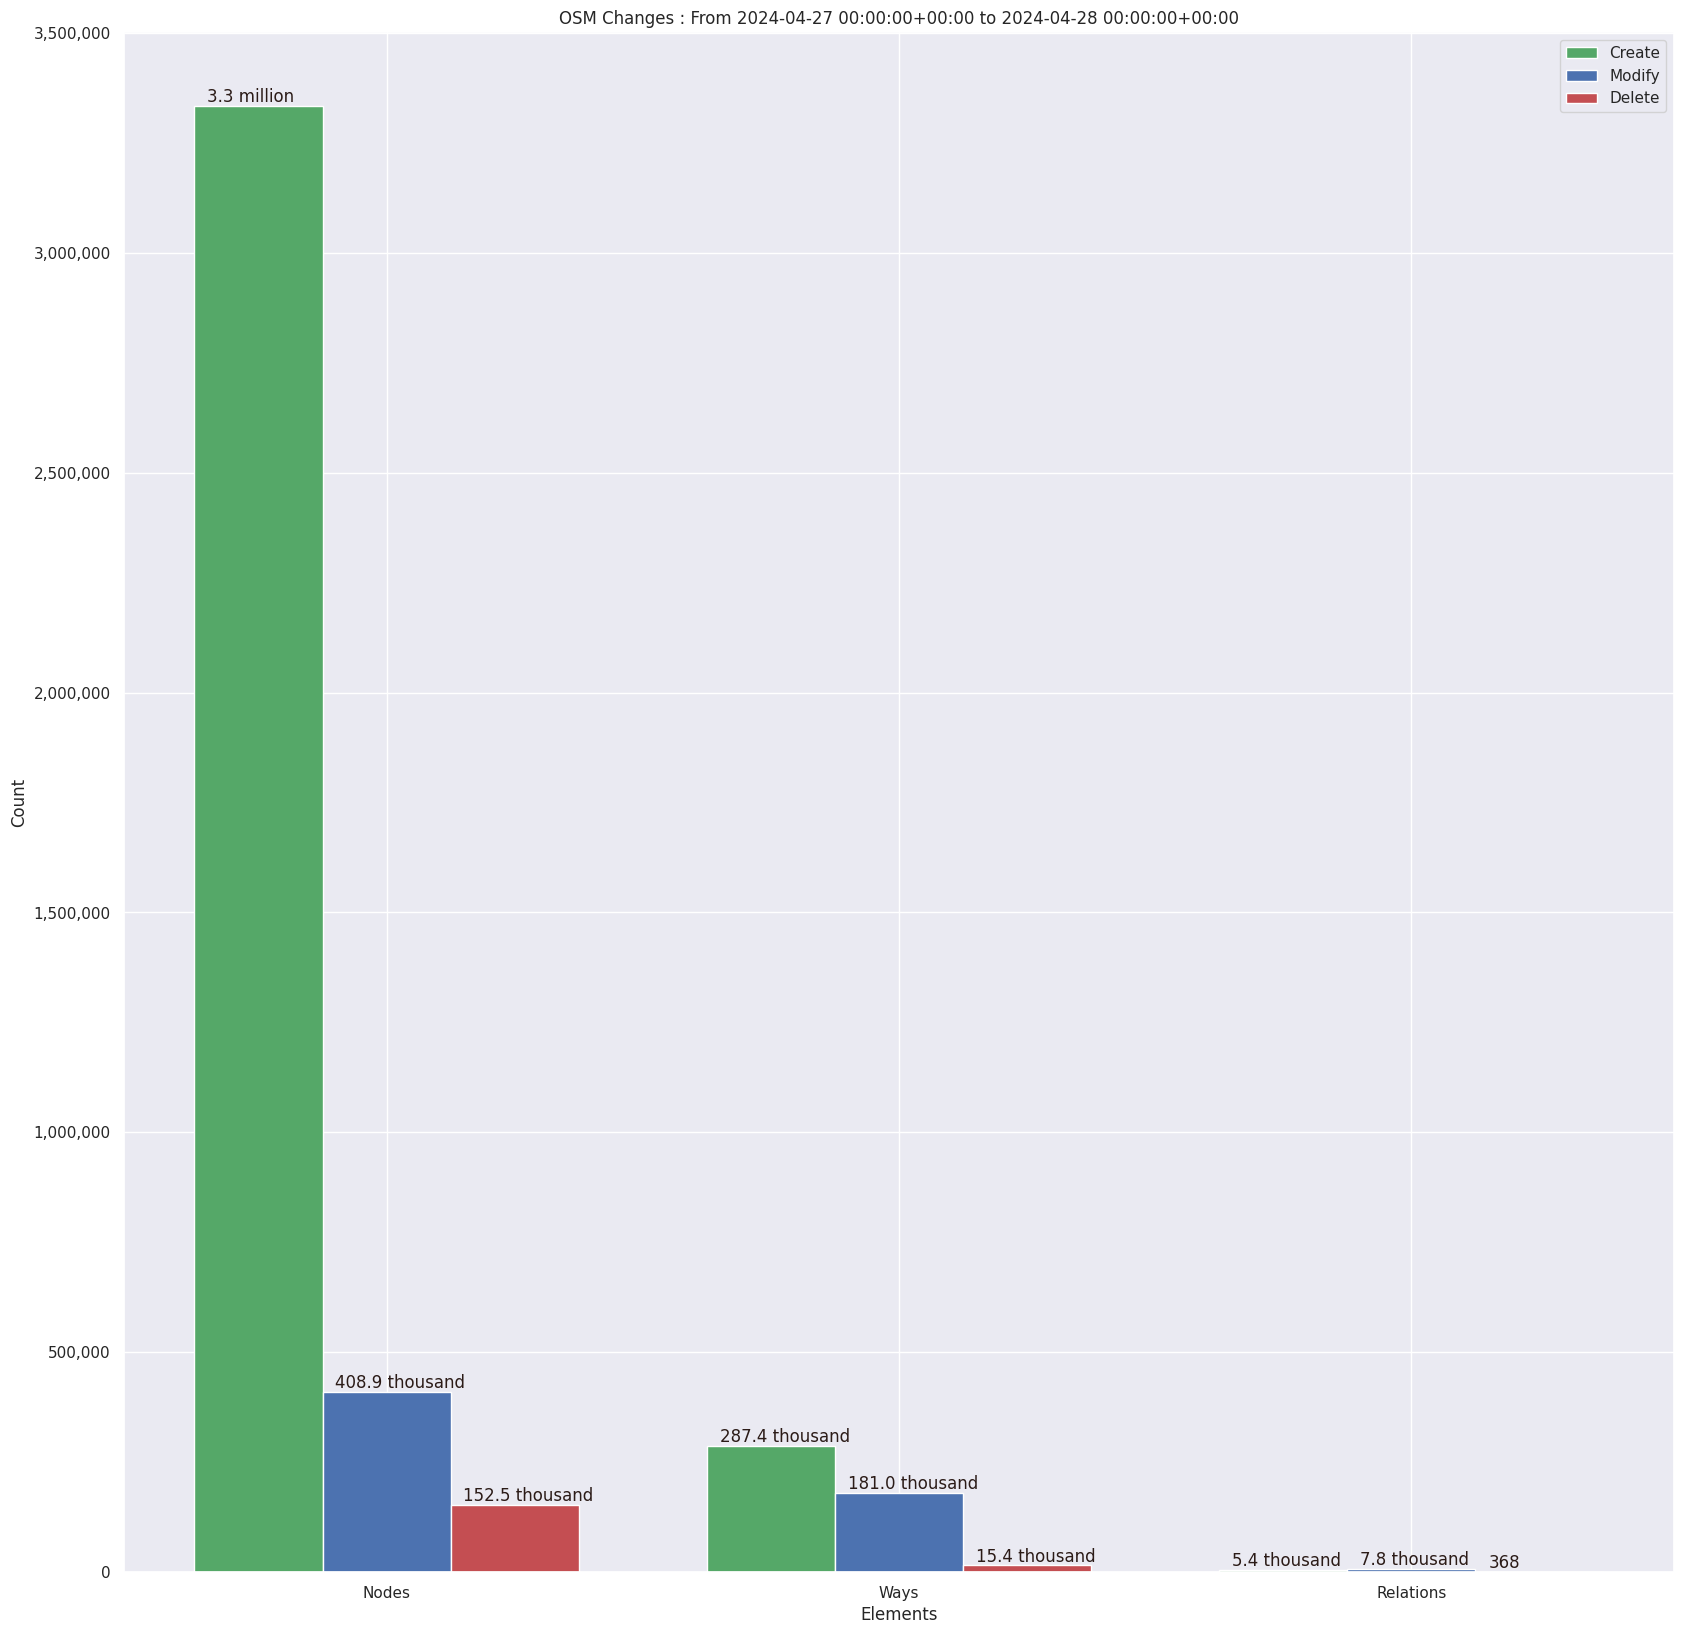 OSM Changes : From 2024-04-27 00:00:00+00:00 to 2024-04-28 00:00:00+00:00
3,500,000
3,000,000
2,500,000
2,000,000
1,500,000
1,000,000
500,000
0
Count
Create
Modify
Delete
3.3 million
408.9 thousand
152.5 thousand
287.4 thousand
181.0 thousand
15.4 thousand
5.4 thousand
7.8 thousand
368
Nodes
Ways
Relations
Elements